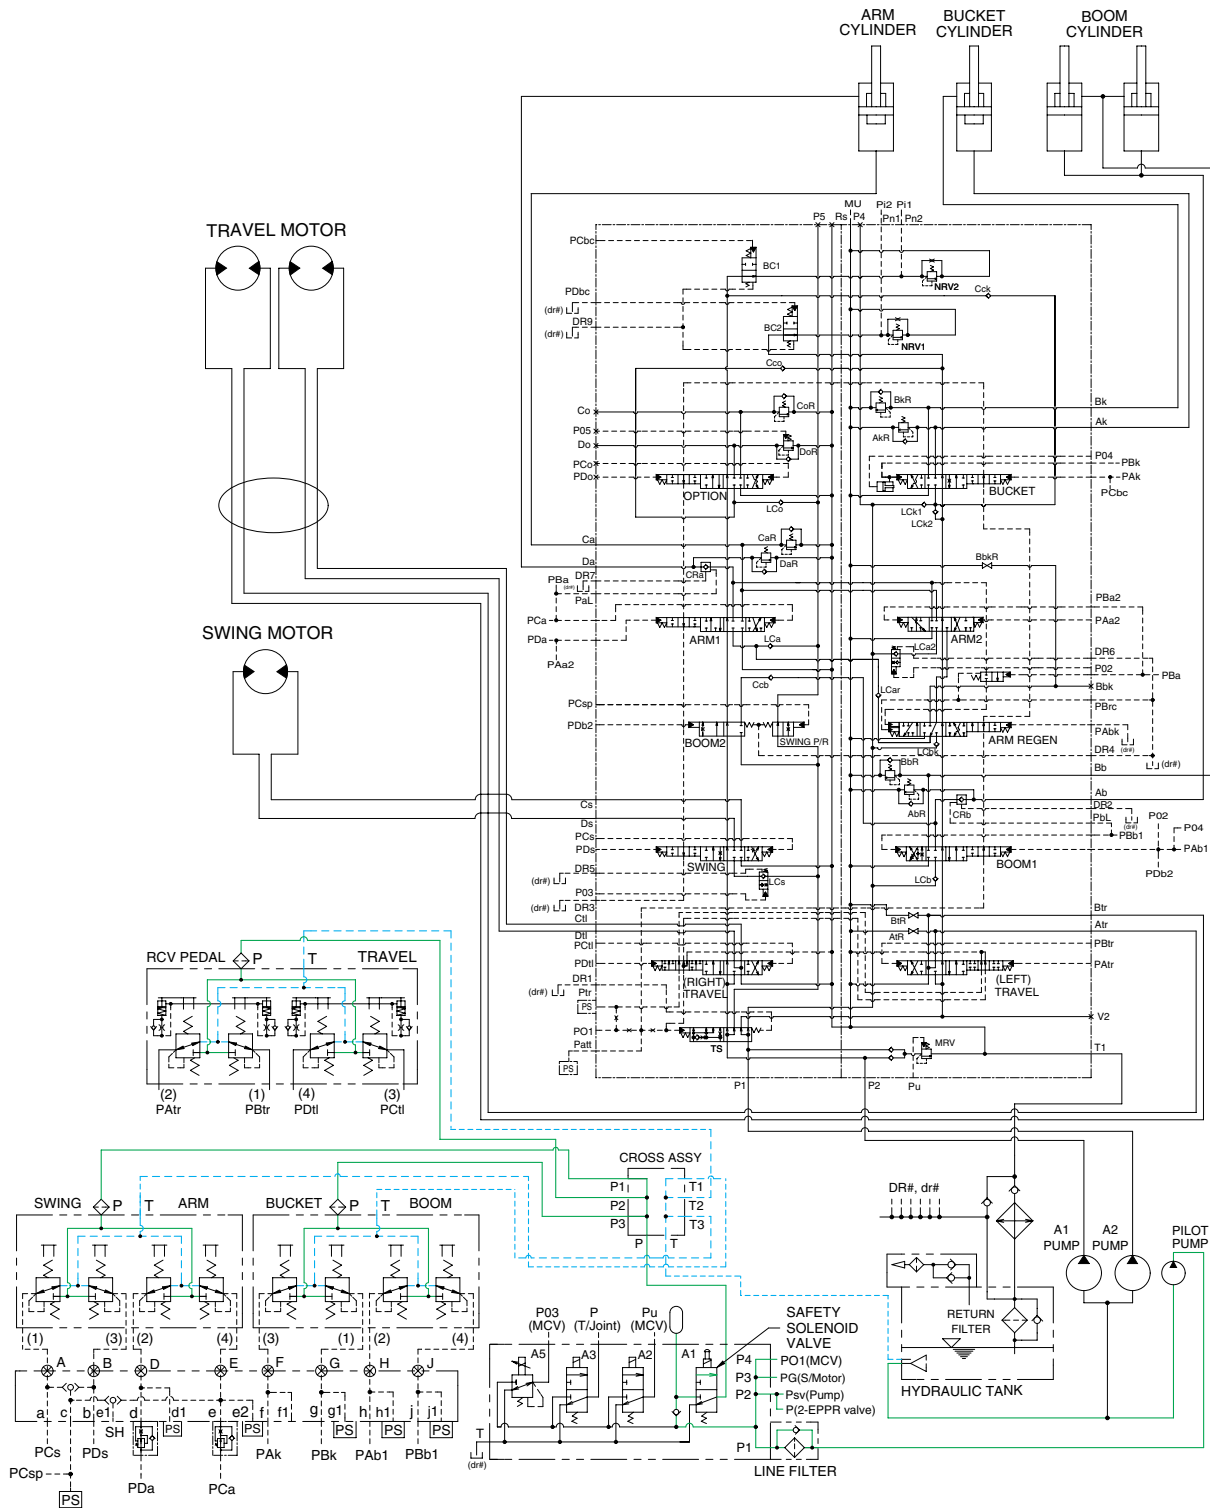 ARM
CYLINDER
BUCKET
CYLINDER
BOOM
CYLINDER
TRAVEL MOTOR
SWING MOTOR
MU
Pi2
Pi1
P5
Rs
P4
Pn1
Pn2
PCbc
BC1
NRV2
Cck
PDbc
(dr#)
DR9
(dr#)
BC2
NRV1
Cco
Co
CoR
BkR
Bk
P05
Do
DoR
AkR
Ak
PCo
PDo
P04
PBk
PAk
PCbc
OPTION
BUCKET
LCo
LCk1
LCk2
Ca
CaR
Da
DaR
CRa
DR7
PBa
(dr#)
PaL
BbkR
PBa2
PCa
PAa2
PDa
ARM1
ARM2
PAa2
LCa
LCa2
DR6
P02
PBa
Ccb
LCar
Bbk
PCsp
PBrc
PDb2
PAbk
BOOM2
SWING P/R
ARM REGEN
(dr#)
LCbk
DR4
(dr#)
BbR
Bb
Cs
AbR
CRb
Ab
DR2
PbL
(dr#)
P02
Ds
PCs
PBb1
P04
PDs
PAb1
SWING
BOOM1
PDb2
DR5
(dr#)
LCs
LCb
P03
(dr#)
DR3
Ctl
BtR
Btr
Dtl
AtR
Atr
PCtl
PBtr
PDtl
PAtr
(RIGHT)
TRAVEL
(LEFT)
TRAVEL
DR1
(dr#)
Ptr
PS
V2
PO1
TS
Patt
MRV
T1
PS
P1
P2
Pu
RCV PEDAL
P
T
TRAVEL
(2)
(1)
(4)
(3)
PAtr
PBtr
PDtl
PCtl
CROSS ASSY
P1
T1
P2
T2
P3
T3
P
T
SWING
P
T
ARM
BUCKET
P
T
BOOM
(1)
(3)
(2)
(4)
(3)
(1)
(2)
(4)
A
B
D
E
F
G
H
J
a
c
b
e1
d
d1
e
e2
f
f1
g
g1
h
h1
j
j1
SH
PS
PS
PS
PS
PS
PCs
PDs
PAk
PBk
PAb1
PBb1
PCsp
PDa
PCa
PS
P03
(MCV)
P
(T/Joint)
Pu
(MCV)
SAFETY
SOLENOID
VALVE
A5
A3
A2
A1
P4
PO1(MCV)
P3
PG(S/Motor)
P2
Psv(Pump)
P(2-EPPR valve)
T
(dr#)
P1
LINE FILTER
DR#, dr#
A1
PUMP
A2
PUMP
PILOT
PUMP
RETURN
FILTER
HYDRAULIC TANK